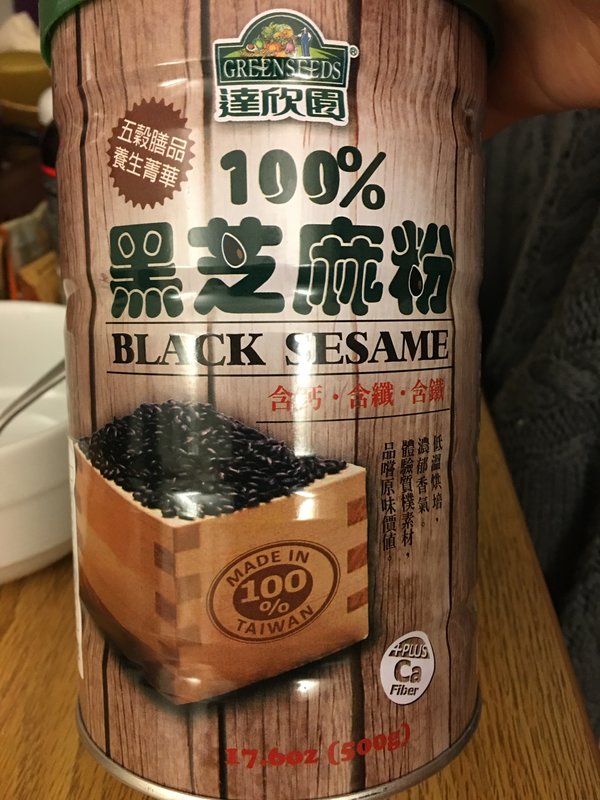 GREENSEEDS®
達欣園
五穀膳品
養生菁華
100%
黑芝麻粉
BLACK SESAME
含鈣·含纖·含鐵
低溫烘培，
濃郁香氣。
體驗質樸素材，
品嚐原味價值。
MADE IN
100
%
TAIWAN
4PLUS
Ca
Fiber
17.6oz (500g)